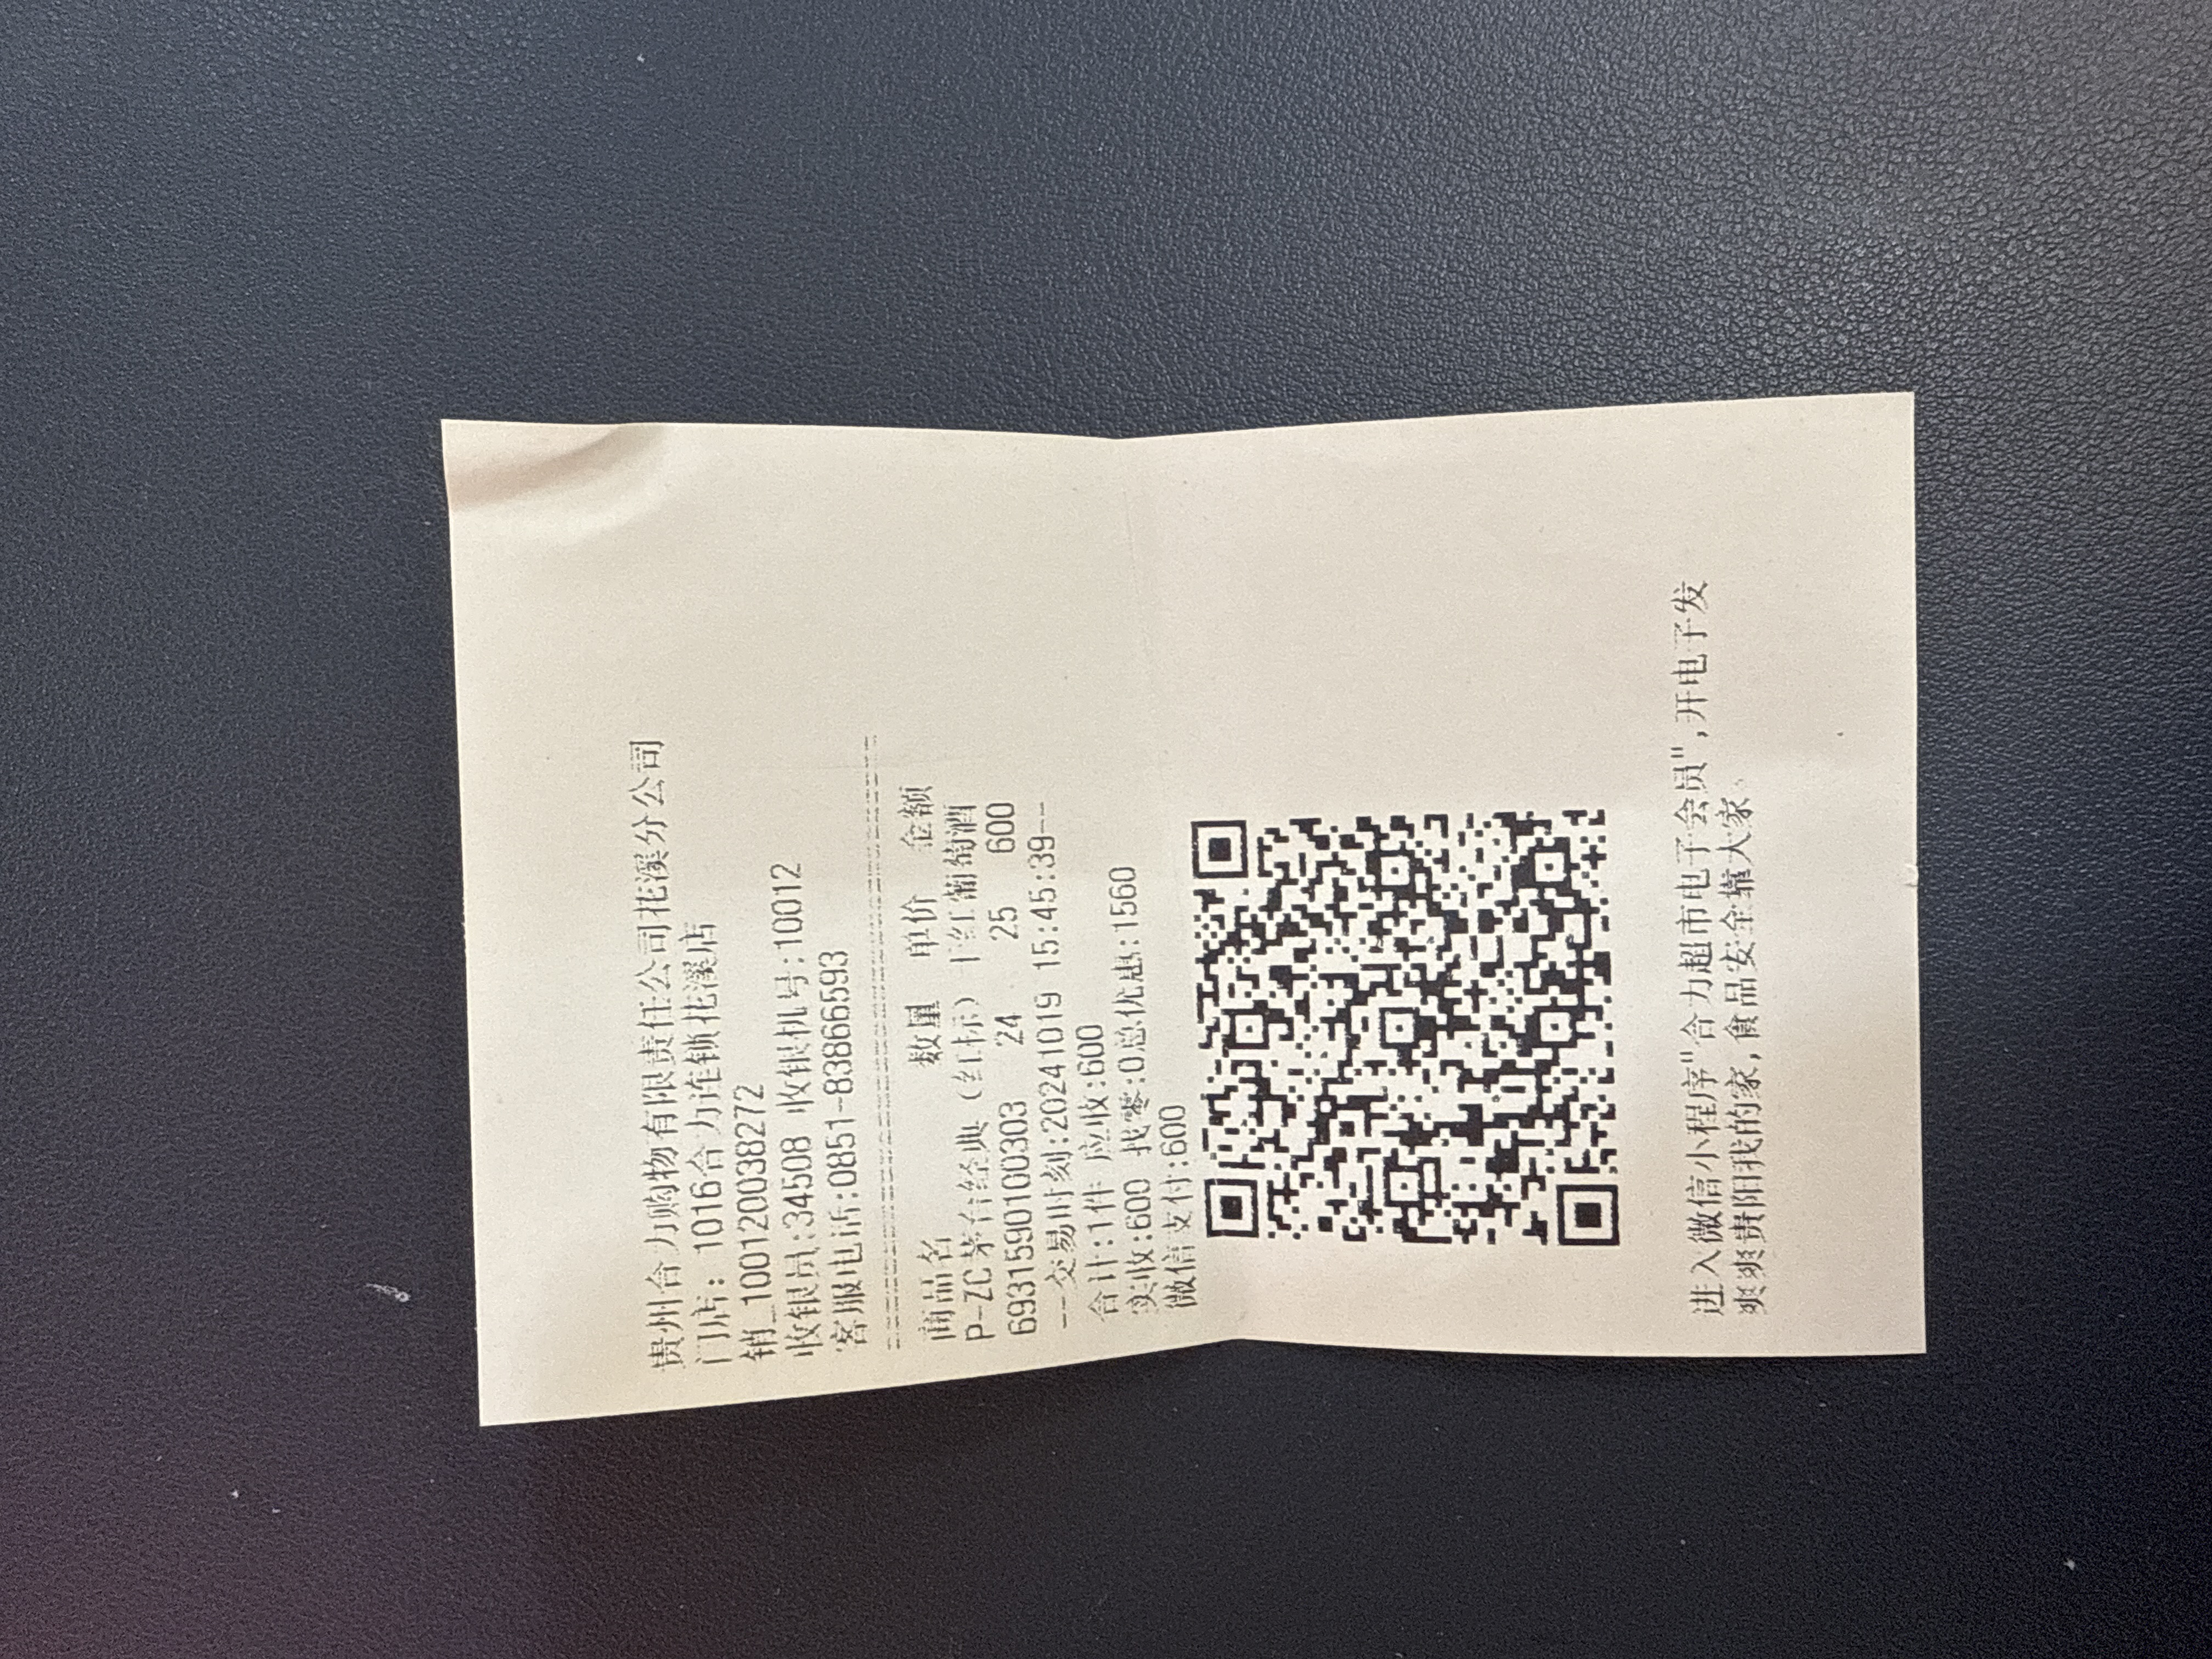 贵州合力购物有限责任公司花溪分公司
门店: 1016合力连锁花溪店
销_100120038272
收银员:34508 收银机号:10012
客服电话:0851-83866593
商品名 数量 单价 金额
P-ZC茅台经典（红标）干红葡萄酒
6931590100303 24 25 600
--交易时刻:20241019 15:45:39--
合计:1件 应收:600
实收:600 找零:0总优惠:1560
微信支付:600
进入微信小程序"合力超市电子会员",开电子发
爽爽贵阳我的家,食品安全靠大家